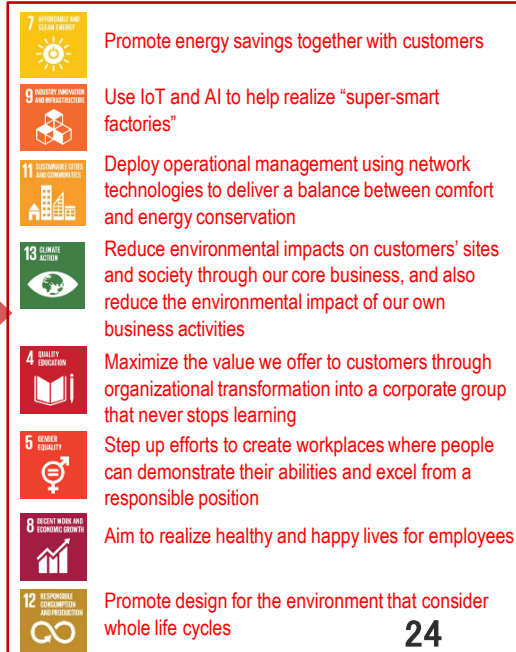 7 AFFORDABLE AND
CLEAN ENERGY
Promote energy savings together with customers
9 INDUSTRY, INNOVATION
AND INFRASTRUCTURE
Use IoT and AI to help realize “super-smart
factories”
11 SUSTAINABLE CITIES
AND COMMUNITIES
Deploy operational management using network
technologies to deliver a balance between comfort
and energy conservation
13 CLIMATE
ACTION
Reduce environmental impacts on customers’ sites
and society through our core business, and also
reduce the environmental impact of our own
business activities
4 QUALITY
EDUCATION
Maximize the value we offer to customers through
organizational transformation into a corporate group
that never stops learning
5 GENDER
EQUALITY
Step up efforts to create workplaces where people
can demonstrate their abilities and excel from a
responsible position
8 DECENT WORK AND
ECONOMIC GROWTH
Aim to realize healthy and happy lives for employees
12 RESPONSIBLE
CONSUMPTION
AND PRODUCTION
Promote design for the environment that consider
whole life cycles
24